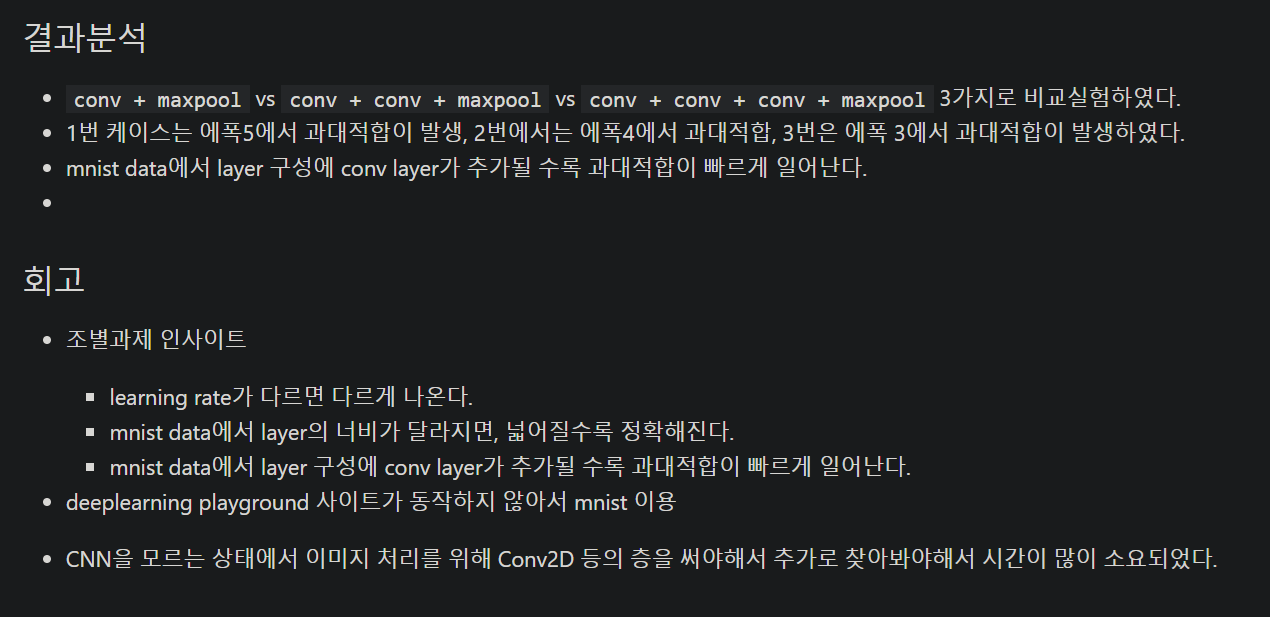 결과분석
conv + maxpool vs conv + conv + maxpool vs conv + conv + conv + maxpool 3가지로 비교실험하였다.
1번 케이스는 에폭5에서 과대적합이 발생, 2번에서는 에폭4에서 과대적합, 3번은 에폭 3에서 과대적합이 발생하였다.
mnist data에서 layer 구성에 conv layer가 추가될 수록 과대적합이 빠르게 일어난다.
회고
조별과제 인사이트
learning rate가 다르면 다르게 나온다.
mnist data에서 layer의 너비가 달라지면, 넓어질수록 정확해진다.
mnist data에서 layer 구성에 conv layer가 추가될 수록 과대적합이 빠르게 일어난다.
deeplearning playground 사이트가 동작하지 않아서 mnist 이용
CNN을 모르는 상태에서 이미지 처리를 위해 Conv2D 등의 층을 써야해서 추가로 찾아봐야해서 시간이 많이 소요되었다.